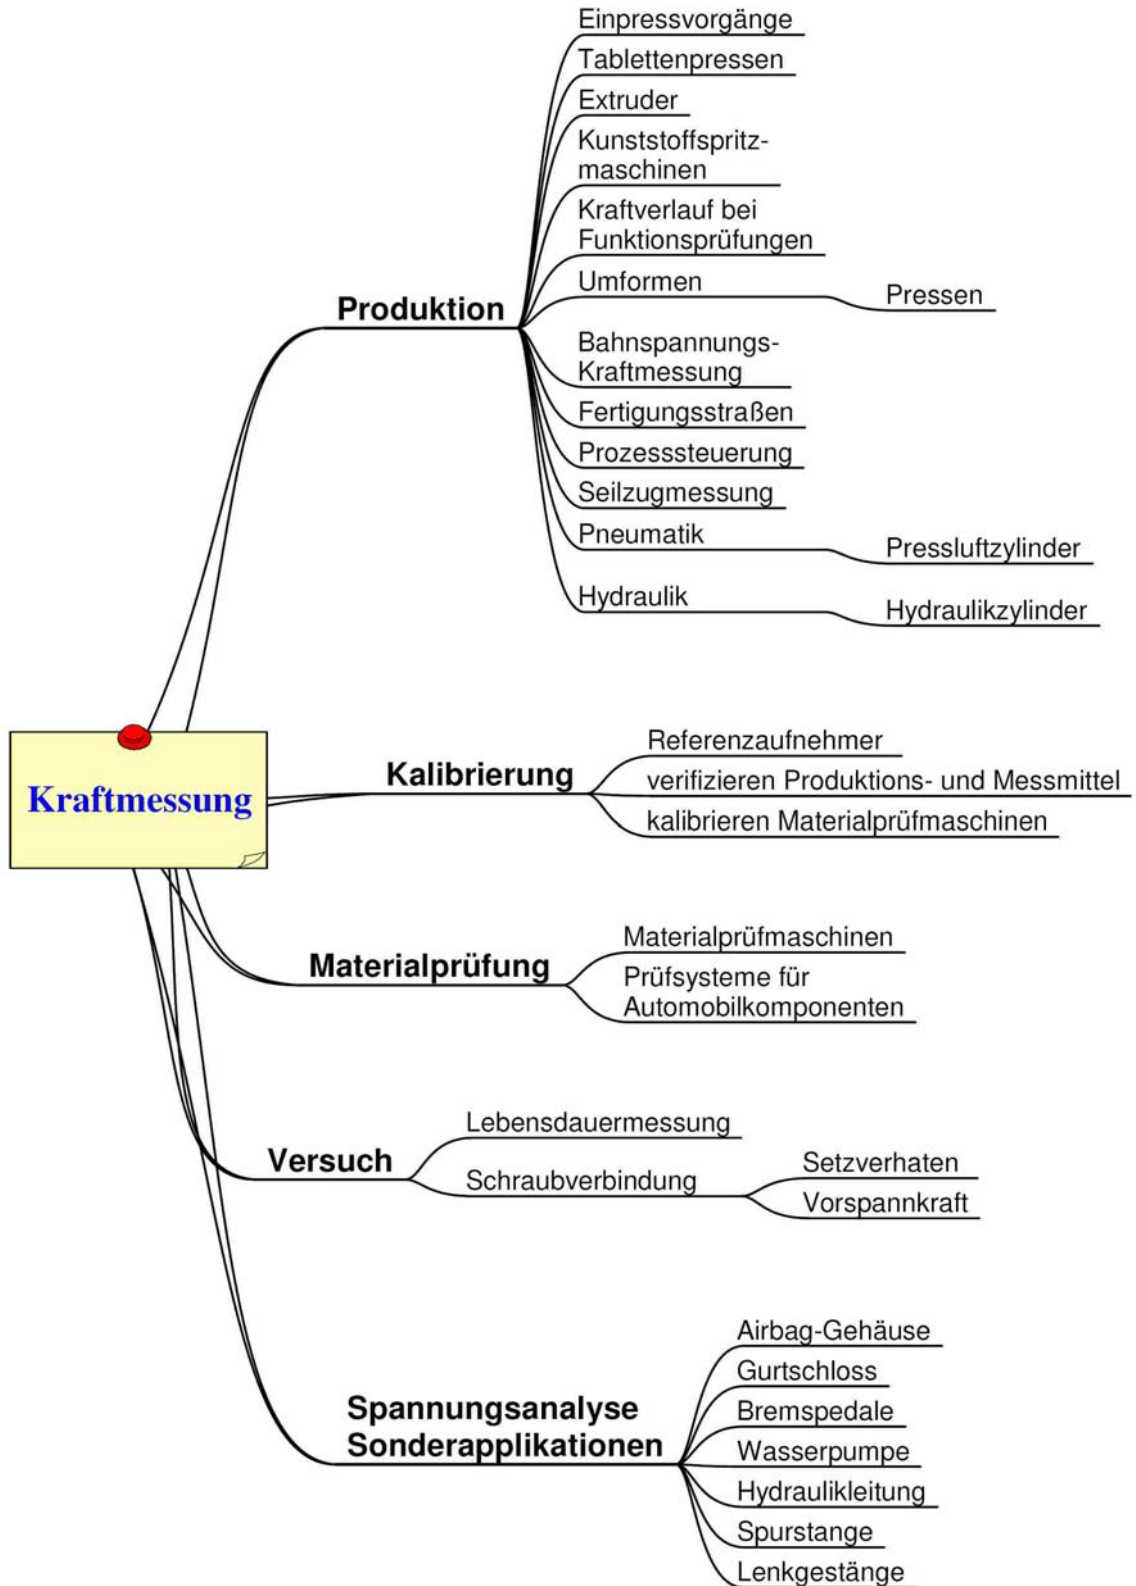 Einpressvorgänge
Tablettenpressen
Extruder
Kunststoffspritz-
maschinen
Kraftverlauf bei
Funktionsprüfungen
Umformen
Pressen
Produktion
Bahnspannungs-
Kraftmessung
Fertigungsstraßen
Prozesssteuerung
Seilzugmessung
Pneumatik
Pressluftzylinder
Hydraulik
Hydraulikzylinder
Kraftmessung
Kalibrierung
Referenzaufnehmer
verifizieren Produktions- und Messmittel
kalibrieren Materialprüfmaschinen
Materialprüfung
Materialprüfmaschinen
Prüfsysteme für
Automobilkomponenten
Versuch
Lebensdauermessung
Schraubverbindung
Setzverhaten
Vorspannkraft
Spannungsanalyse
Sonderapplikationen
Airbag-Gehäuse
Gurtschloss
Bremspedale
Wasserpumpe
Hydraulikleitung
Spurstange
Lenkgestänge